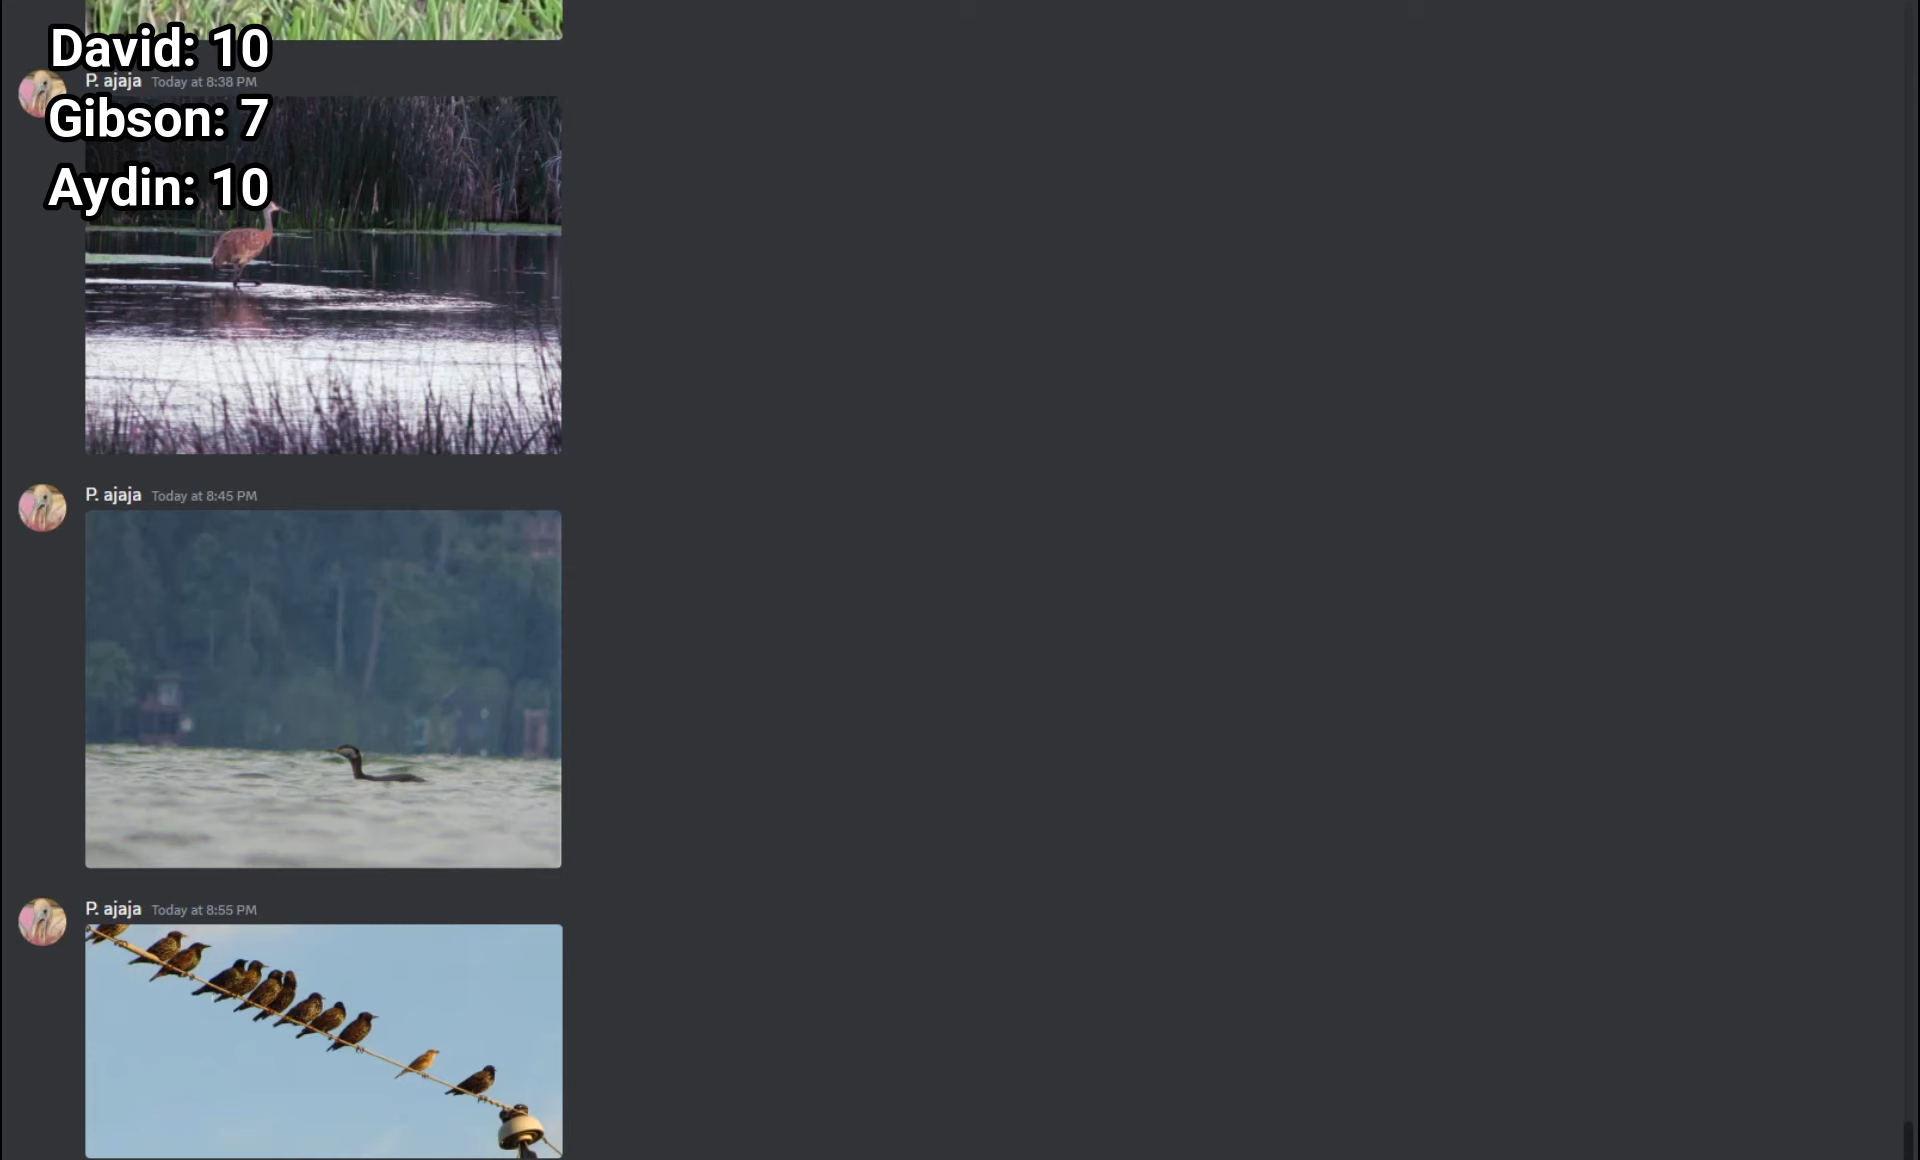 David: 10
P. ajaja Today at 8:38 PM
Gibson: 7
Aydin: 10
P. ajaja Today at 8:45 PM
P. ajaja Today at 8:55 PM